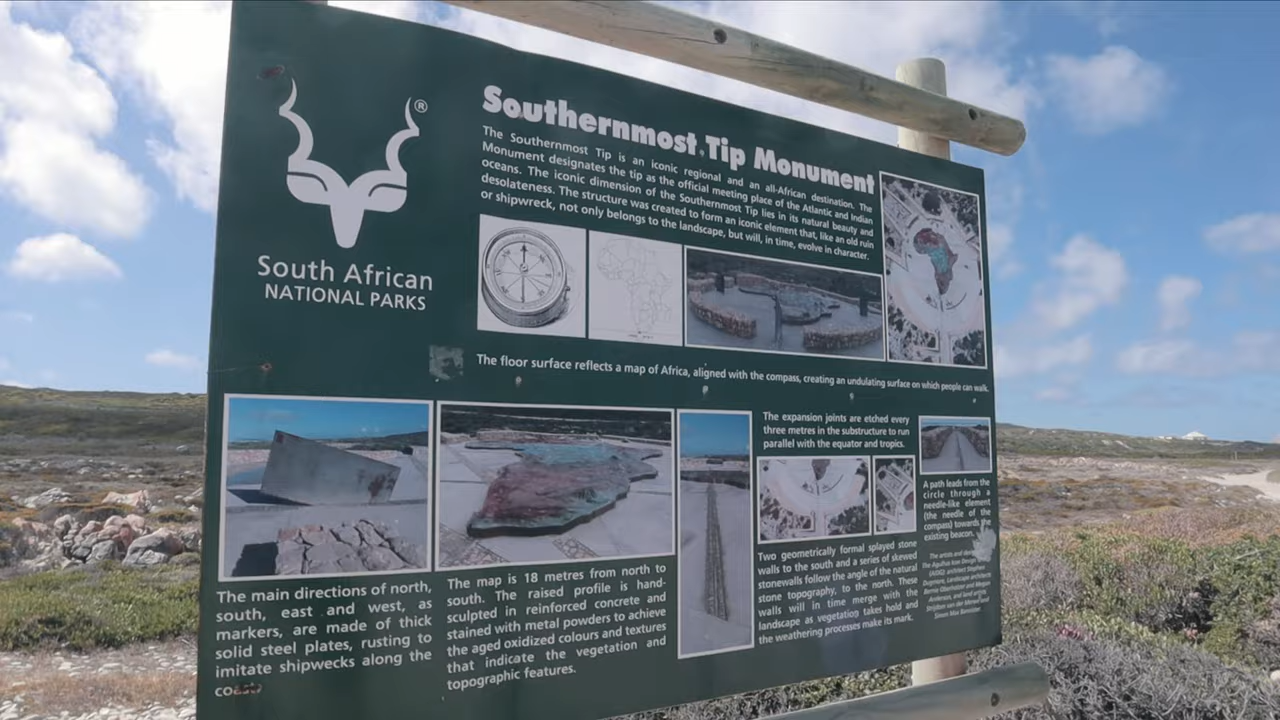 ®
South African
NATIONAL PARKS
Southernmost Tip Monument
The Southernmost Tip is an iconic regional and an all-African destination. The
Monument designates the tip as the official meeting place of the Atlantic and Indian
oceans. The iconic dimension of the Southernmost Tip lies in its natural beauty and
desolateness. The structure was created to form an iconic element that, like an old ruin
or shipwreck, not only belongs to the landscape, but will, in time, evolve in character.
The floor surface reflects a map of Africa, aligned with the compass, creating an undulating surface on which people can walk.
The main directions of north,
south, east and west, as
markers, are made of thick
solid steel plates, rusting to
imitate shipwecks along the
The map is 18 metres from north to
south. The raised profile is hand-
sculpted in reinforced concrete and
stained with metal powders to achieve
the aged oxidized colours and textures
that indicate the vegetation and
topographic features.
The expansion joints are etched every
three metres in the substructure to run
parallel with the equator and tropics.
Two geometrically formal splayed stone
walls to the south and a series of skewed
stonewalls follow the angle of the natural
stone topography, to the north. These
walls will in time merge with the
landscape as vegetation takes hold and
the weathering processes make its mark.
A path leads from the
circle through a
needle-like element
(the needle of the
compass) towards the
existing beacon.